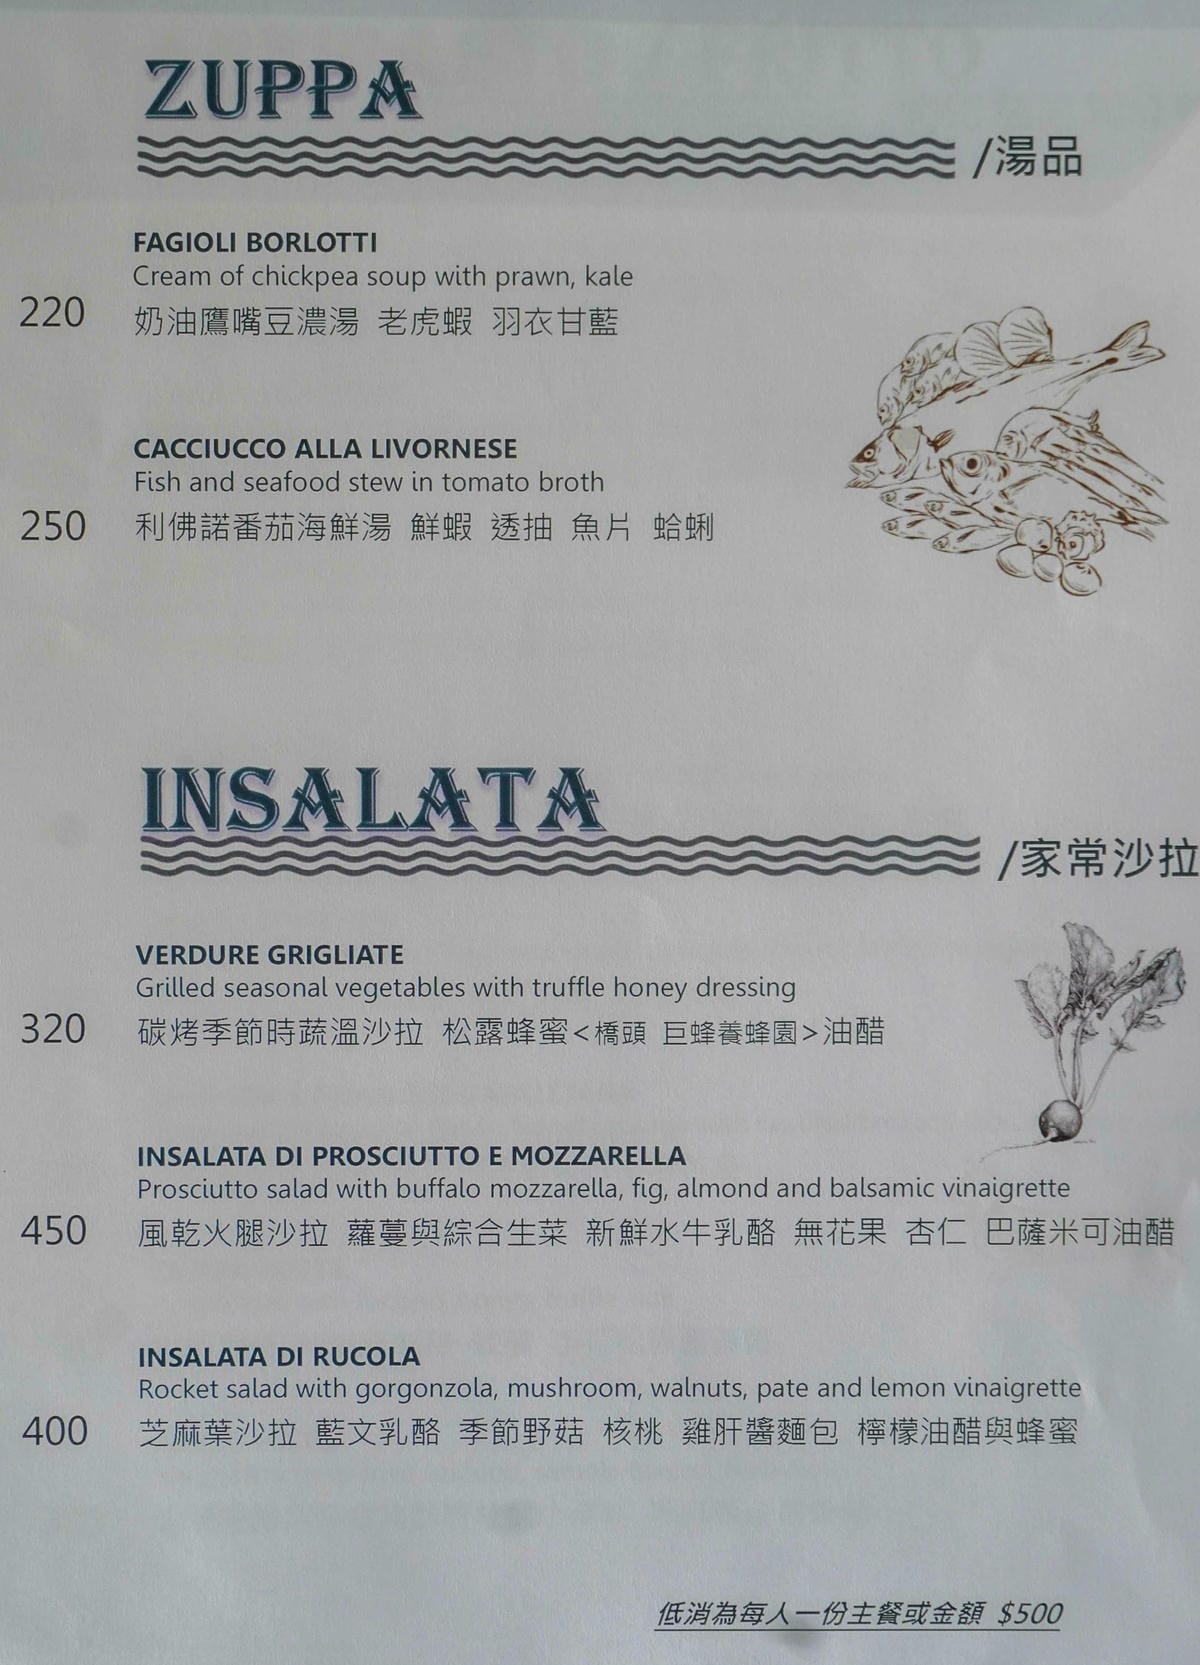 ZUPPA
/湯品
FAGIOLI BORLOTTI
Cream of chickpea soup with prawn, kale
220
奶油鷹嘴豆濃湯 老虎蝦 羽衣甘藍
CACCIUCCO ALLA LIVORNESE
Fish and seafood stew in tomato broth
250
利佛諾番茄海鮮湯 鮮蝦 透抽 魚片 蛤蜊
INSALATA
/家常沙拉
VERDURE GRIGLIATE
Grilled seasonal vegetables with truffle honey dressing
320
碳烤季節時蔬溫沙拉 松露蜂蜜<橋頭 巨蜂養蜂園>油醋
INSALATA DI PROSCIUTTO E MOZZARELLA
Prosciutto salad with buffalo mozzarella, fig, almond and balsamic vinaigrette
450
風乾火腿沙拉 蘿蔓與綜合生菜 新鮮水牛乳酪 無花果 杏仁 巴薩米可油醋
INSALATA DI RUCOLA
Rocket salad with gorgonzola, mushroom, walnuts, pate and lemon vinaigrette
400
芝麻葉沙拉 藍文乳酪 季節野菇 核桃 雞肝醬麵包 檸檬油醋與蜂蜜
低消為每人一份主餐或金額 $500